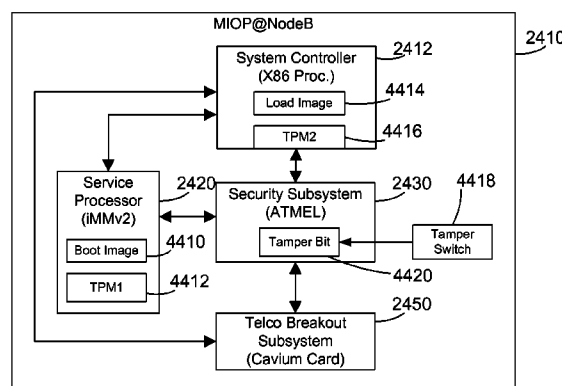 MIOP@NodeB
2410
System Controller
(X86 Proc.)
2412
Load Image
4414
TPM2
4416
Service
Processor
(iMMv2)
2420
Boot Image
4410
TPM1
4412
Security Subsystem
(ATMEL)
2430
Tamper Bit
4420
4418
Tamper
Switch
Telco Breakout
Subsystem
(Cavium Card)
2450